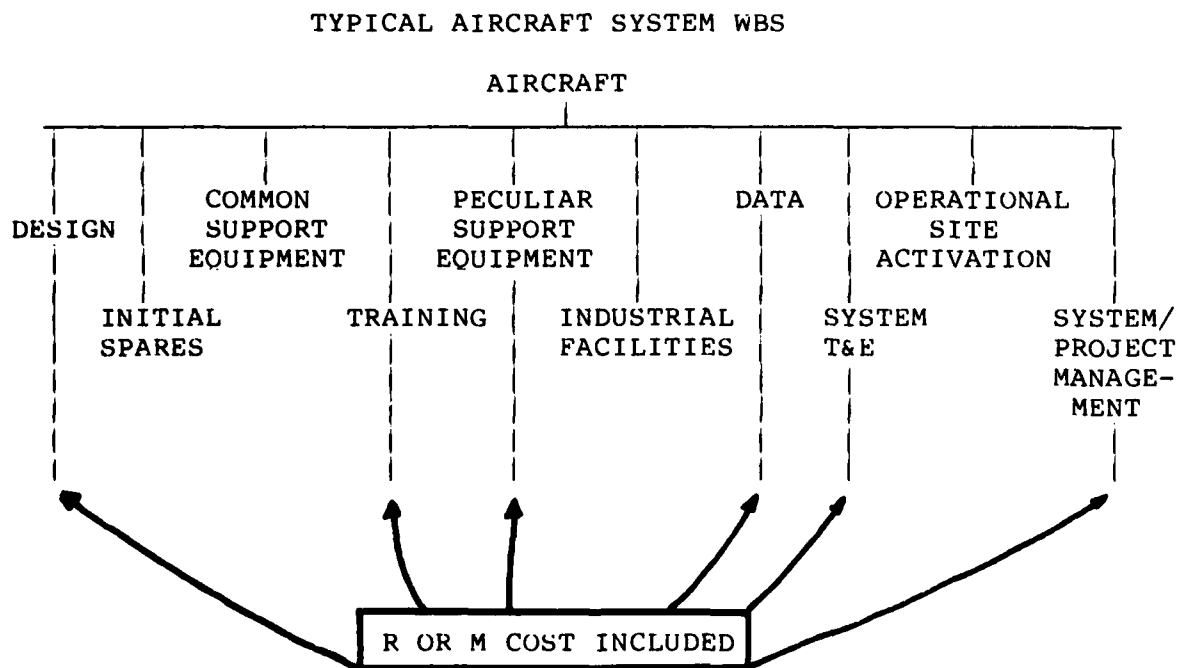 TYPICAL AIRCRAFT SYSTEM WBS
AIRCRAFT
DESIGN
INITIAL
SPARES
COMMON
SUPPORT
EQUIPMENT
TRAINING
PECULIAR
SUPPORT
EQUIPMENT
INDUSTRIAL
FACILITIES
DATA
SYSTEM
T&E
OPERATIONAL
SITE
ACTIVATION
SYSTEM/
PROJECT
MANAGE-
MENT
R OR M COST INCLUDED